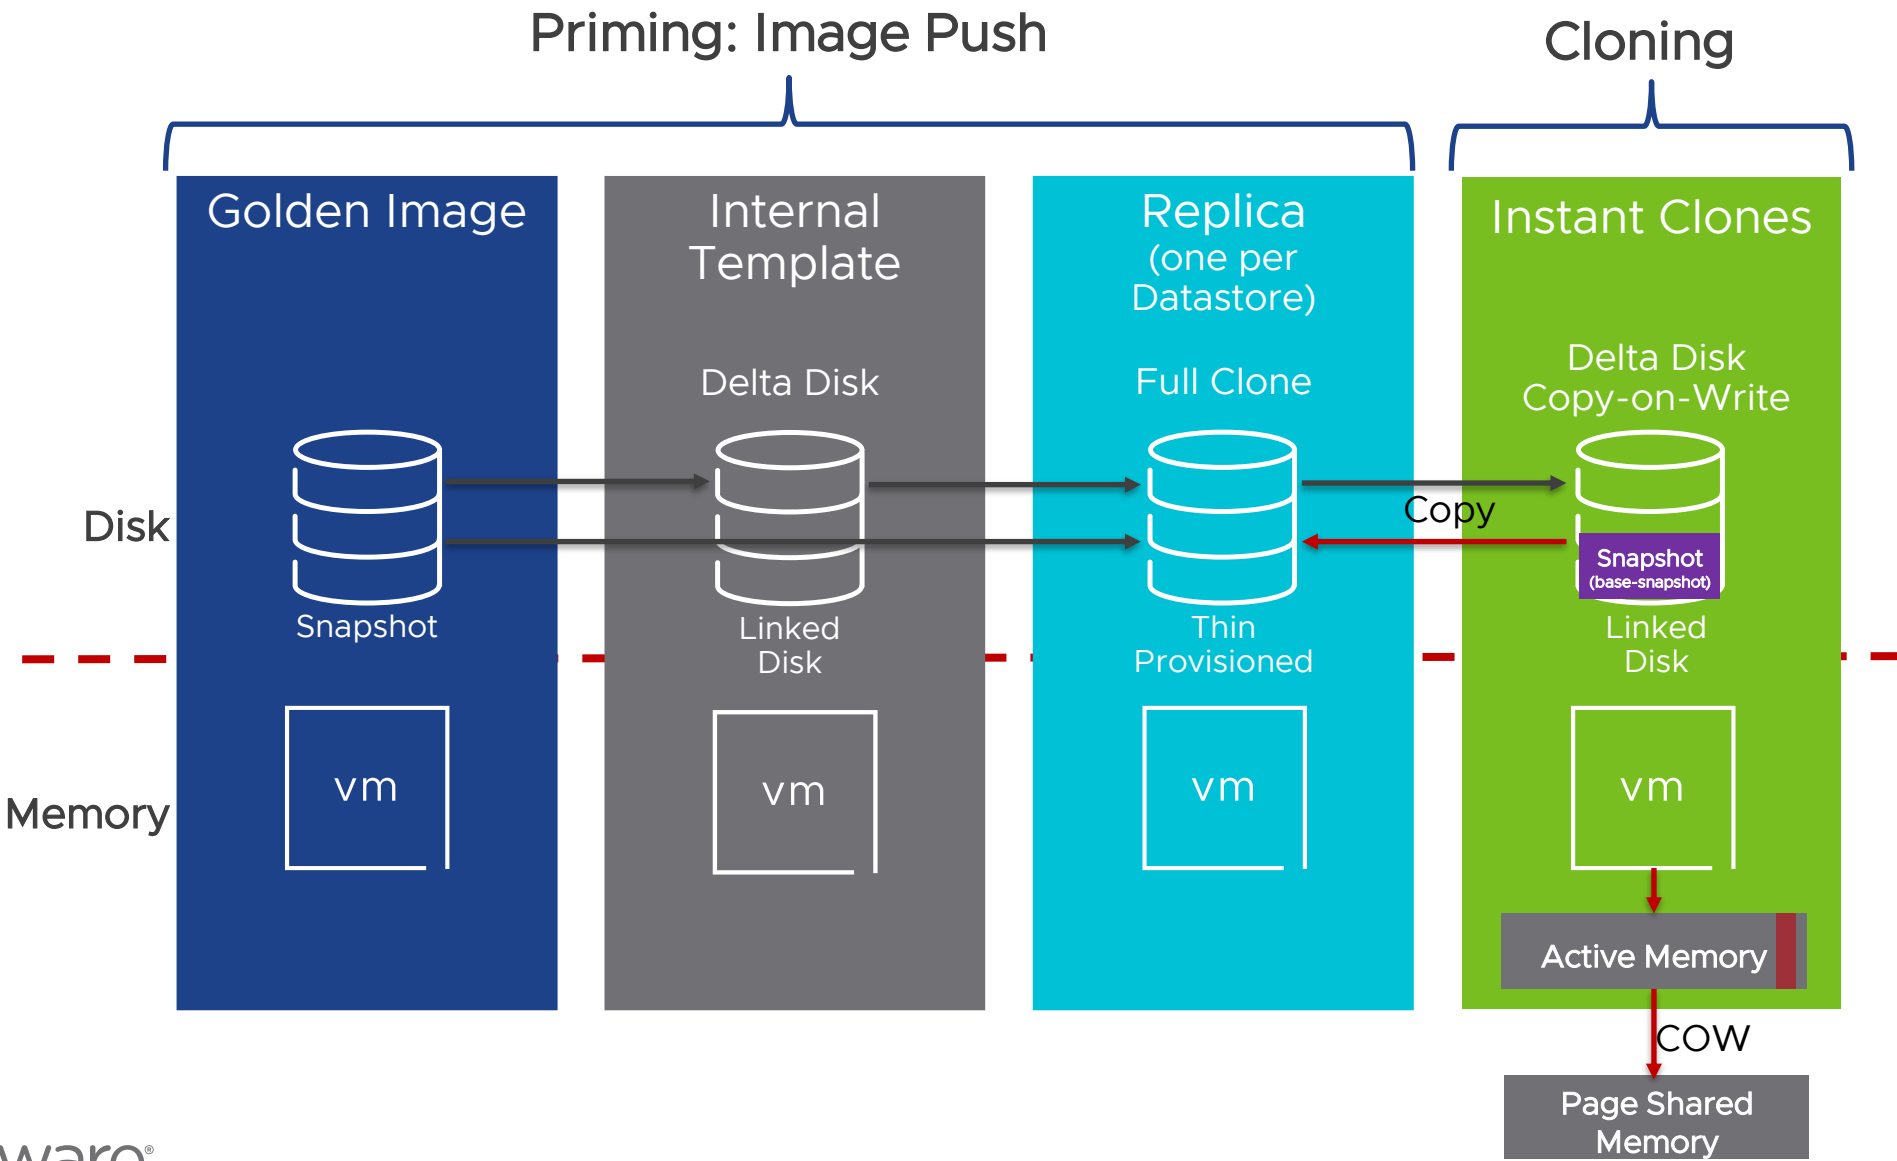 Priming: Image Push
Cloning
Golden Image
Internal
Template
Replica
(one per
Datastore)
Instant Clones
Delta Disk
Full Clone
Delta Disk
Copy-on-Write
Disk
Copy
Snapshot
(base-snapshot)
Snapshot
Linked
Disk
Thin
Provisioned
Linked
Disk
Memory
vm
vm
vm
vm
Active Memory
COW
Page Shared
Memory